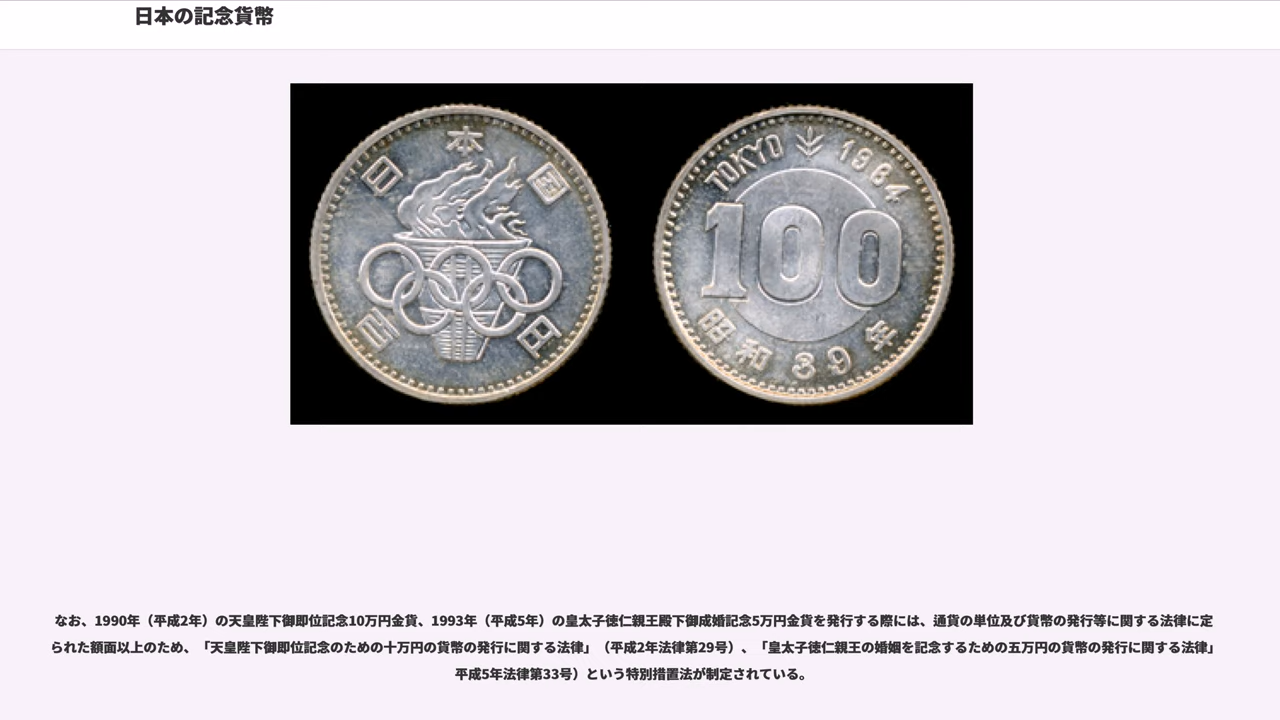 日本の記念貨幣
日本国
百円
TOKYO 1964
100
昭和39年
なお、1990年（平成2年）の天皇陛下御即位記念10万円金貨、1993年（平成5年）の皇太子徳仁親王殿下御成婚記念5万円金貨を発行する際には、通貨の単位及び貨幣の発行等に関する法律に定
られた額面以上のため、「天皇陛下御即位記念のための十万円の貨幣の発行に関する法律」（平成2年法律第29号）、「皇太子徳仁親王の婚姻を記念するための五万円の貨幣の発行に関する法律」
平成5年法律第33号）という特別措置法が制定されている。